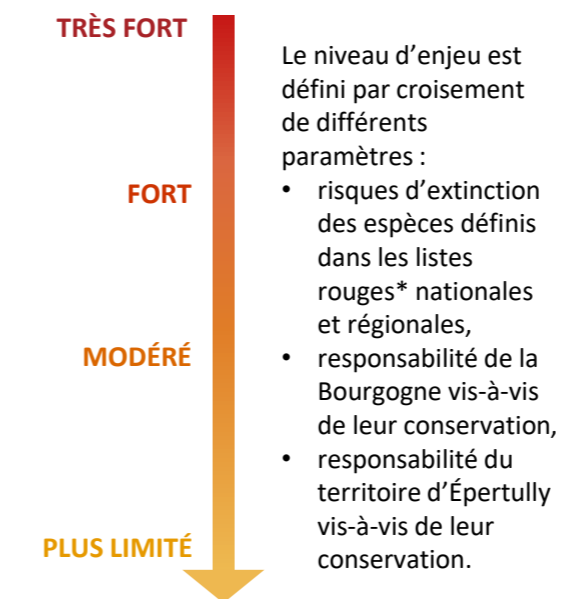 TRÈS FORT
FORT
MODÉRÉ
PLUS LIMITÉ
Le niveau d’enjeu est
défini par croisement
de différents
paramètres :
• risques d’extinction
des espèces définis
dans les listes
rouges* nationales
et régionales,
• responsabilité de la
Bourgogne vis-à-vis
de leur conservation,
• responsabilité du
territoire d’Épertully
vis-à-vis de leur
conservation.